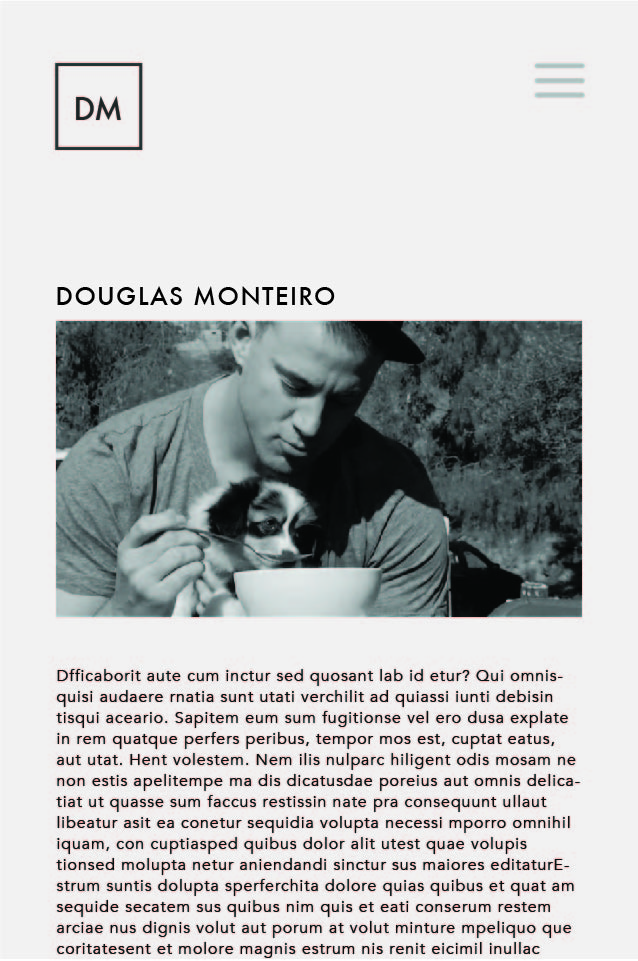 DM
DOUGLAS MONTEIRO
Dfficaborit aute cum inctur sed quosant lab id etur? Qui omnis-
quisi audaere rnatia sunt utati verchilit ad quiassi iunti debisin
tisqui aceario. Sapitem eum sum fugitionse vel ero dusa explate
in rem quatque perfers peribus, tempor mos est, cuptat eatus,
aut utat. Hent volestem. Nem ilis nulparc hiligent odis mosam ne
non estis apelitempe ma dis dicatusdae poreius aut omnis delica-
tiat ut quasse sum faccus restissin nate pra consequunt ullaut
libeatur asit ea conetur sequidia volupta necessi mporro omnihil
iquam, con cuptiasped quibus dolor alit utest quae volupis
tionsed molupta netur aniendandi sinctur sus maiores editaturE-
strum suntis dolupta sperferchita dolore quias quibus et quat am
sequide secatem sus quibus nim quis et eati conserum restem
arciae nus dignis volut aut porum at volut minture mpeliquo que
coritatesent et molore magnis estrum nis renit eicimil inullac